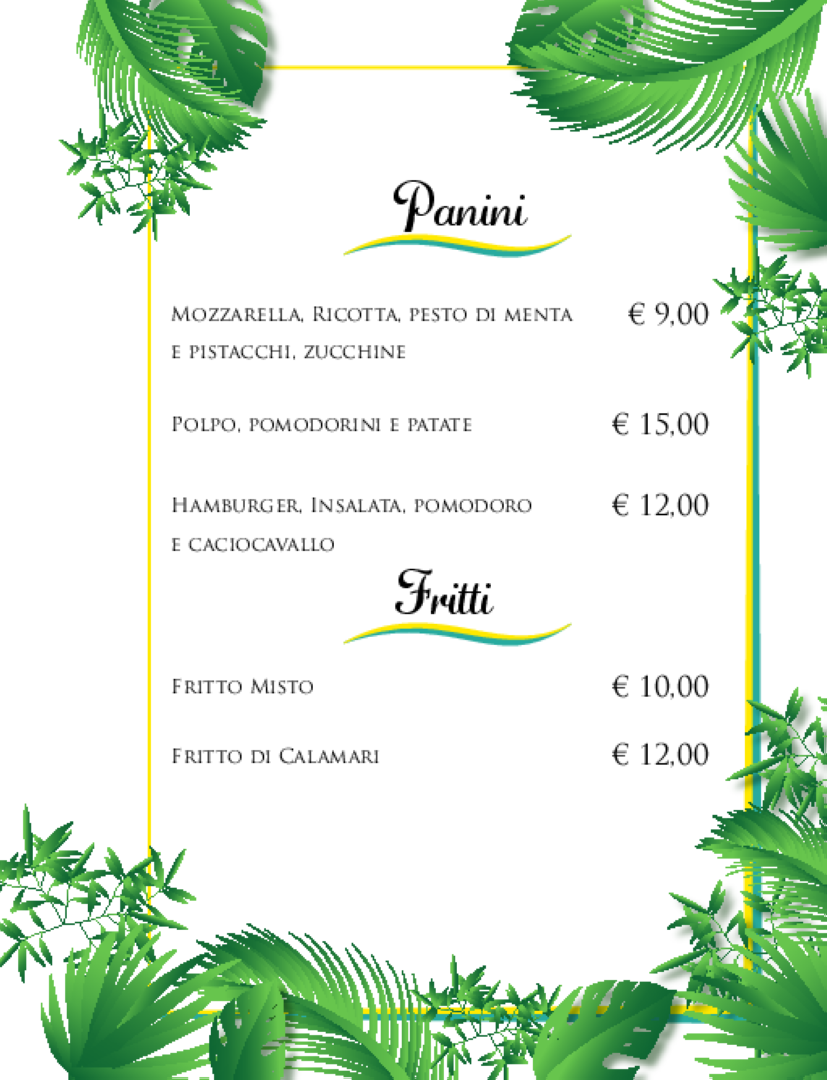 Panini
Mozzarella, Ricotta, pesto di menta € 9,00
e pistacchi, zucchine
Polpo, pomodorini e patate € 15,00
Hamburger, Insalata, pomodoro € 12,00
e caciocavallo
Fritti
Fritto Misto € 10,00
Fritto di Calamari € 12,00